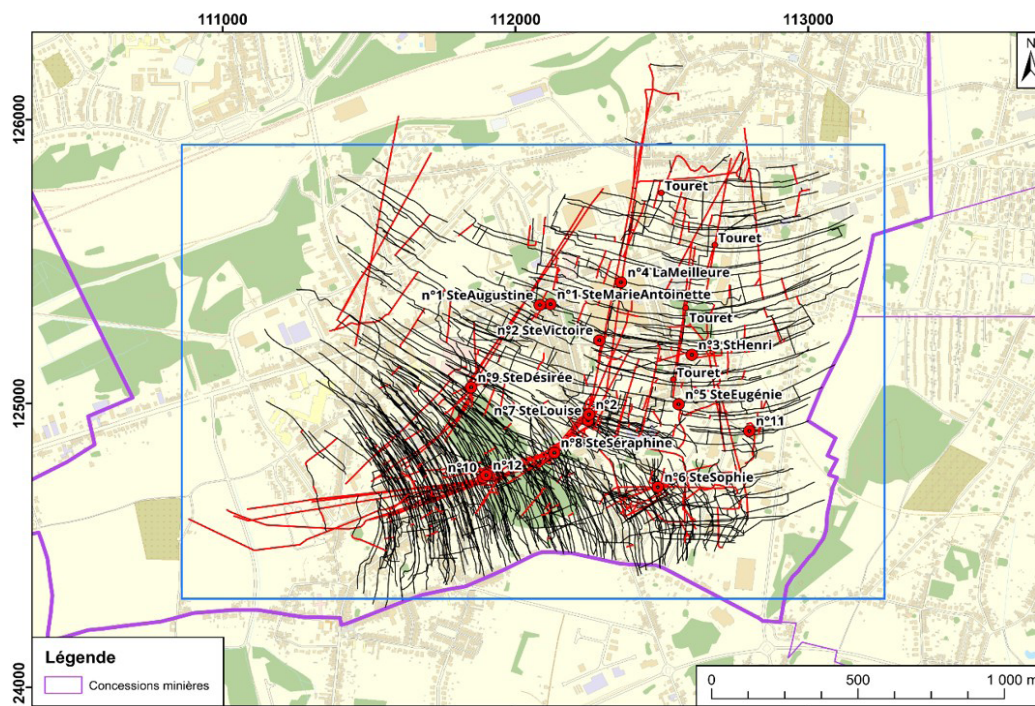 111000
112000
113000
N
126000
Touret
Touret
n°4 LaMeilleure
n°1 SteAugustine
n°1 SteMarieAntoinette
Touret
n°2 SteVictoire
n°3 StHenri
Touret
n°9 SteDésirée
n°5 SteEugénie
125000
n°7 SteLouise
n°2
n°11
n°8 SteSéraphine
n°10
n°12
n°6 SteSophie
Légende
Concessions minières
24000
0
500
1 000 m